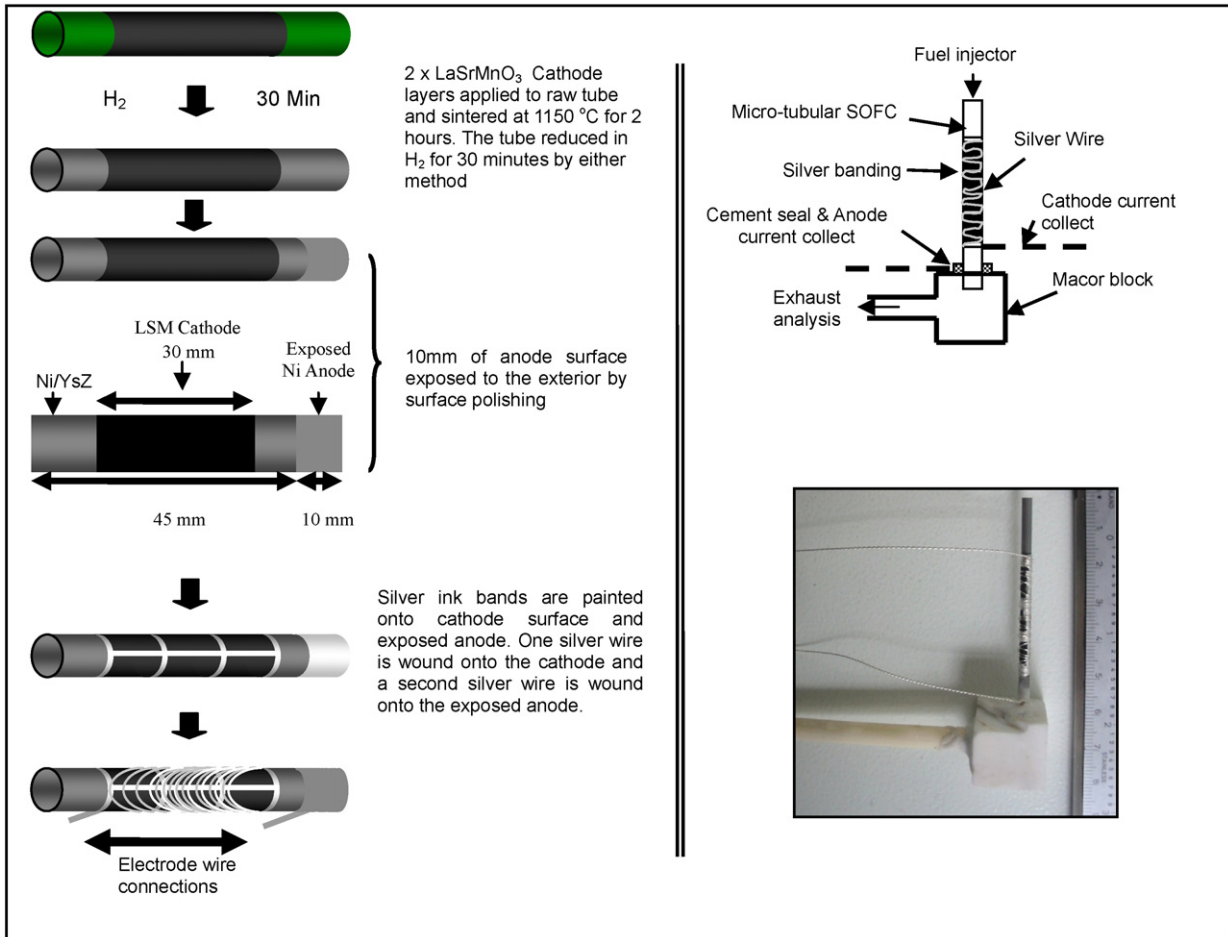 H₂ 30 Min
2 x LaSrMnO₃ Cathode
layers applied to raw tube
and sintered at 1150 °C for 2
hours. The tube reduced in
H₂ for 30 minutes by either
method
LSM Cathode
30 mm
Exposed
Ni Anode
Ni/YsZ
10mm of anode surface
exposed to the exterior by
surface polishing
45 mm
10 mm
Silver ink bands are painted
onto cathode surface and
exposed anode. One silver wire
is wound onto the cathode and
a second silver wire is wound
onto the exposed anode.
Electrode wire
connections
Fuel injector
Micro-tubular SOFC
Silver Wire
Silver banding
Cathode current
collect
Cement seal & Anode
current collect
Macor block
Exhaust
analysis